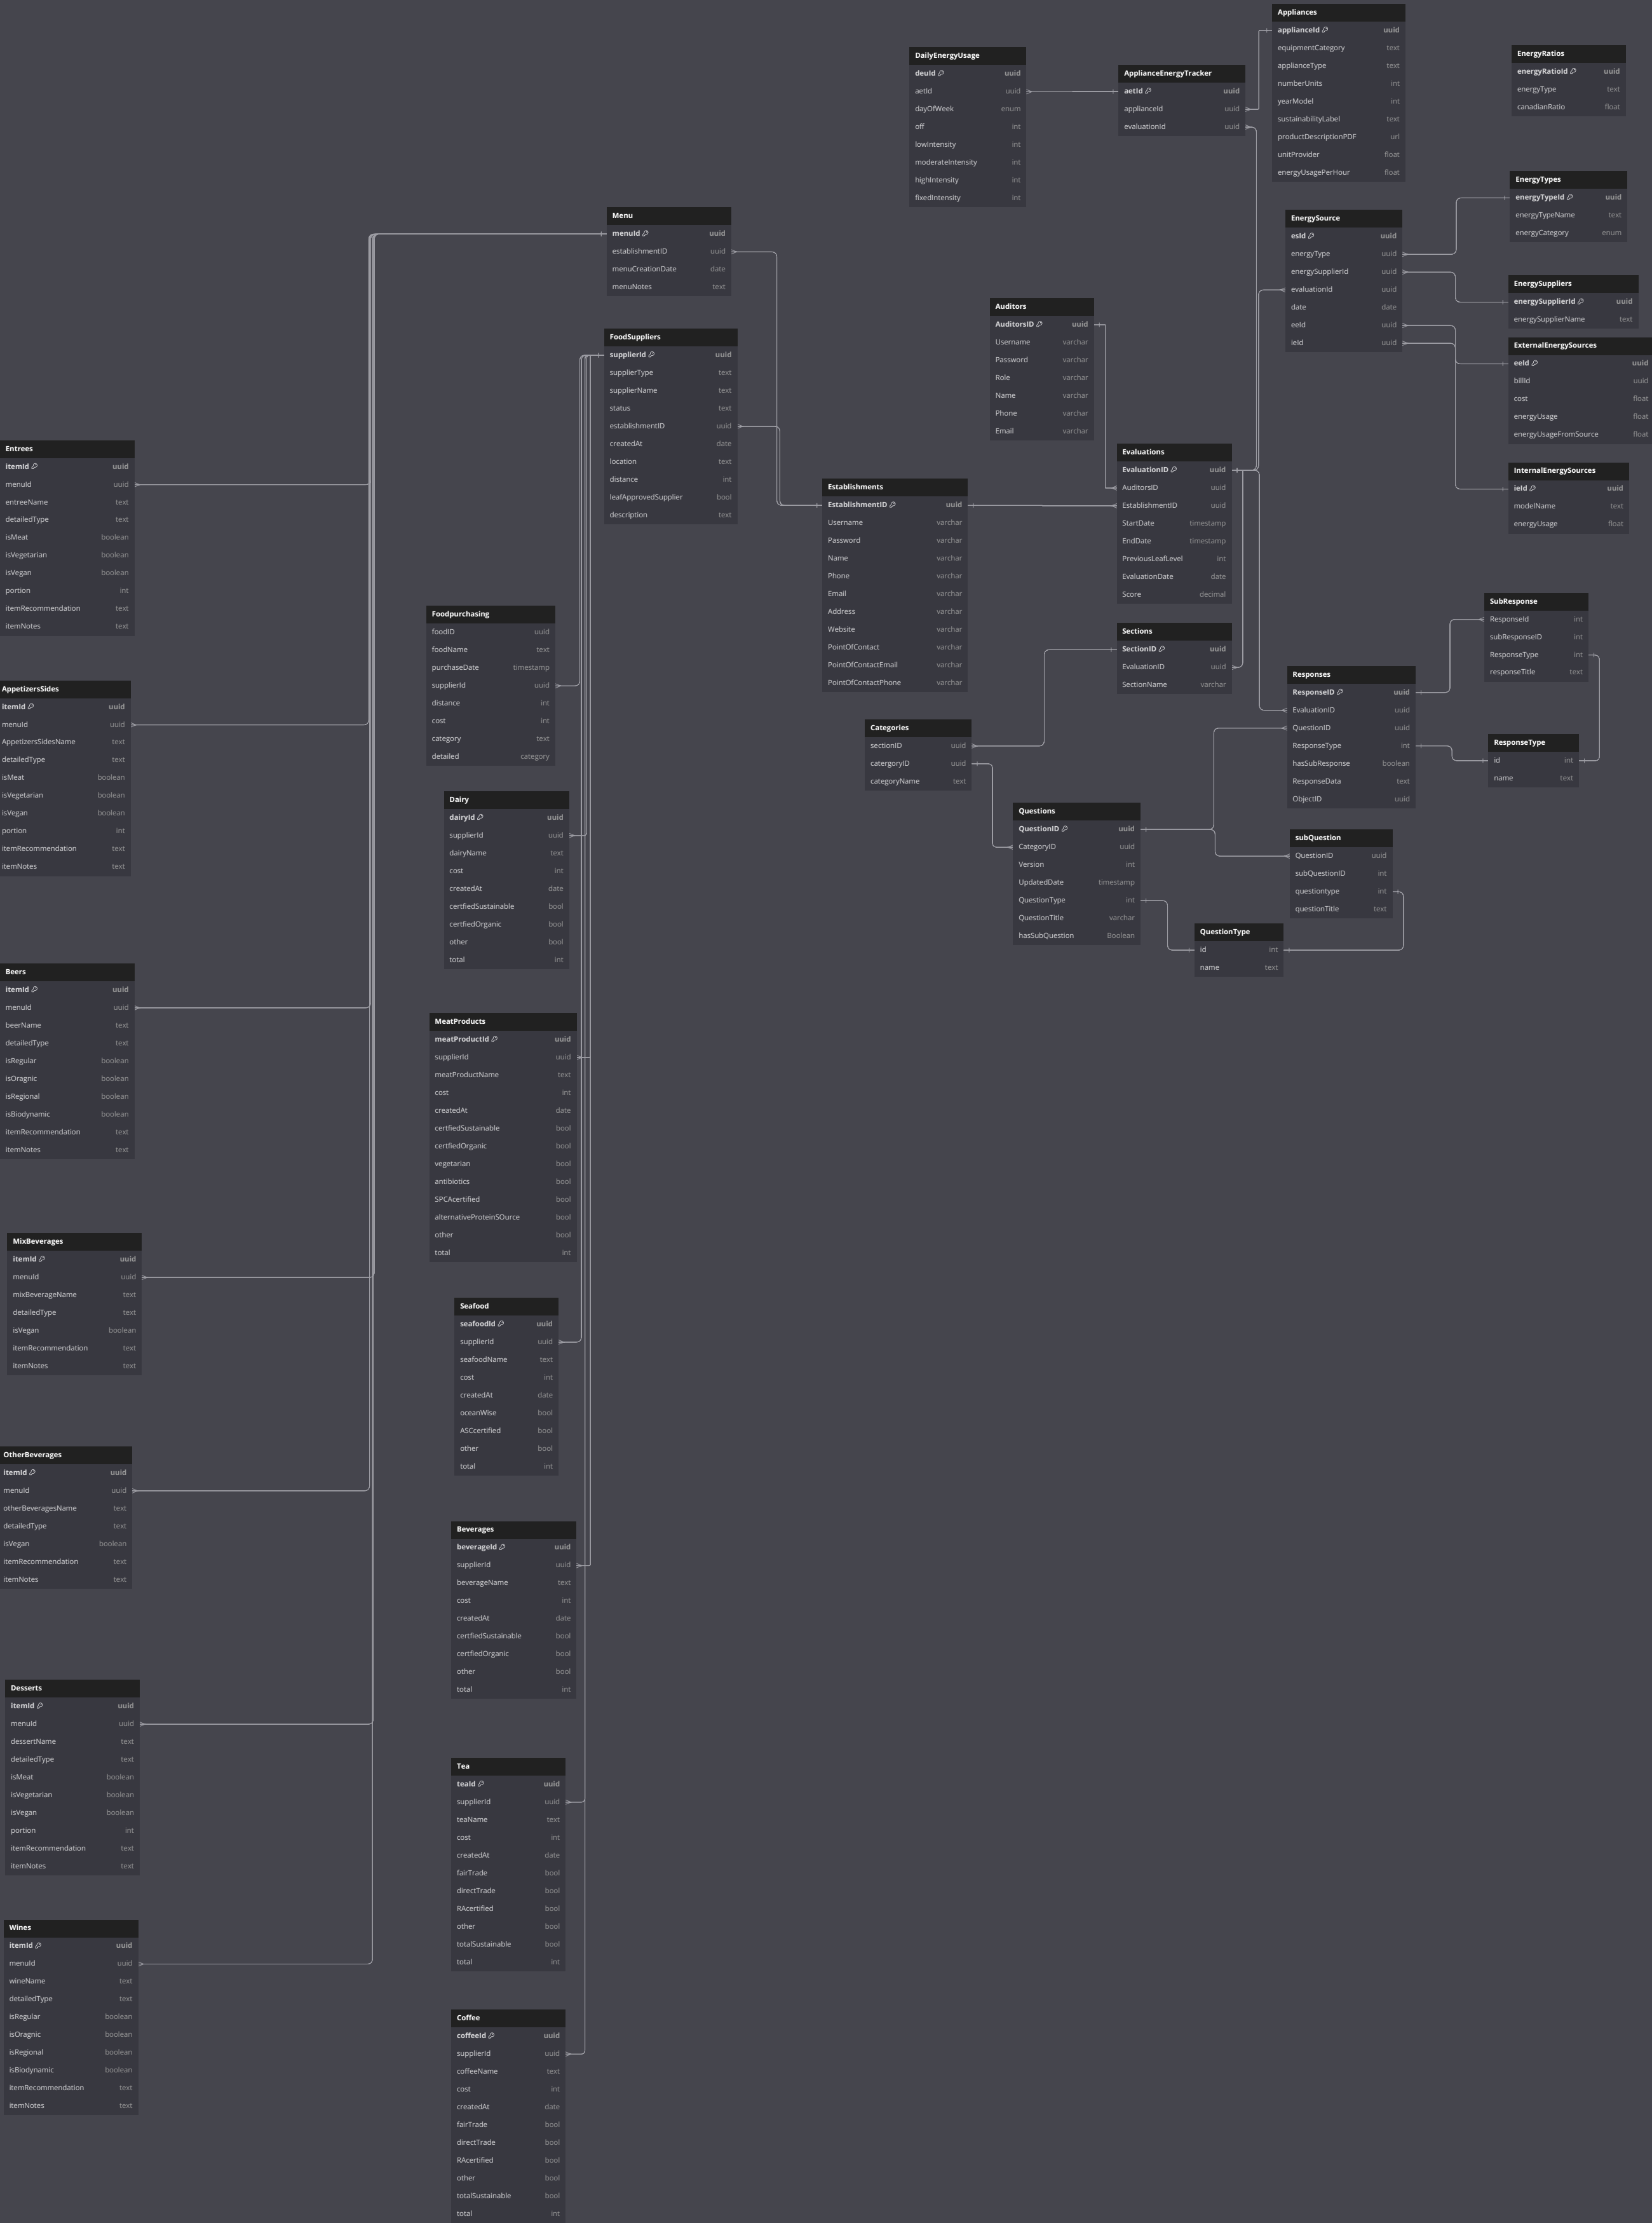 Appliances
applianceId uuid
equipmentCategory text
applianceType text
numberUnits int
yearModel int
sustainabilityLabel text
productDescriptionPDF url
unitProvider float
energyUsagePerHour float
EnergyRatios
energyRatioId uuid
energyType text
canadianRatio float
DailyEnergyUsage
deuId uuid
aetId uuid
dayOfWeek enum
off int
lowIntensity int
moderateIntensity int
highIntensity int
fixedIntensity int
ApplianceEnergyTracker
aetId uuid
applianceId uuid
evaluationId uuid
EnergyTypes
energyTypeId uuid
energyTypeName text
energyCategory enum
Menu
menuId uuid
establishmentID uuid
menuCreationDate date
menuNotes text
EnergySource
esId uuid
energyType uuid
energySupplierId uuid
evaluationId uuid
date date
eeId uuid
ieId uuid
EnergySuppliers
energySupplierId uuid
energySupplierName text
Auditors
AuditorsID uuid
Username varchar
Password varchar
Role varchar
Name varchar
Phone varchar
Email varchar
FoodSuppliers
supplierId uuid
supplierType text
supplierName text
status text
establishmentID uuid
createdAt date
location text
distance int
leafApprovedSupplier bool
description text
ExternalEnergySources
eeId uuid
billId uuid
cost float
energyUsage float
energyUsageFromSource float
Entrees
itemId uuid
menuId uuid
entreeName text
detailedType text
isMeat boolean
isVegetarian boolean
isVegan boolean
portion int
itemRecommendation text
itemNotes text
Evaluations
EvaluationID uuid
AuditorsID uuid
EstablishmentID uuid
StartDate timestamp
EndDate timestamp
PreviousLeafLevel int
EvaluationDate date
Score decimal
InternalEnergySources
ieId uuid
modelName text
energyUsage float
Establishments
EstablishmentID uuid
Username varchar
Password varchar
Name varchar
Phone varchar
Email varchar
Address varchar
Website varchar
PointOfContact varchar
PointOfContactEmail varchar
PointOfContactPhone varchar
SubResponse
ResponseId int
subResponseID int
ResponseType int
responseTitle text
Foodpurchasing
foodID uuid
foodName text
purchaseDate timestamp
supplierId uuid
distance int
cost int
category text
detailed category
Sections
SectionID uuid
EvaluationID uuid
SectionName varchar
Responses
ResponseID uuid
EvaluationID uuid
QuestionID uuid
ResponseType int
hasSubResponse boolean
ResponseData text
ObjectID uuid
AppetizersSides
itemId uuid
menuId uuid
AppetizersSidesName text
detailedType text
isMeat boolean
isVegetarian boolean
isVegan boolean
portion int
itemRecommendation text
itemNotes text
Categories
sectionID uuid
catergoryID uuid
categoryName text
ResponseType
id int
name text
Dairy
dairyId uuid
supplierId uuid
dairyName text
cost int
createdAt date
certfiedSustainable bool
certfiedOrganic bool
other bool
total int
Questions
QuestionID uuid
CategoryID uuid
Version int
UpdatedDate timestamp
QuestionType int
QuestionTitle varchar
hasSubQuestion Boolean
subQuestion
QuestionID uuid
subQuestionID int
questiontype int
questionTitle text
QuestionType
id int
name text
Beers
itemId uuid
menuId uuid
beerName text
detailedType text
isRegular boolean
isOragnic boolean
isRegional boolean
isBiodynamic boolean
itemRecommendation text
itemNotes text
MeatProducts
meatProductId uuid
supplierId uuid
meatProductName text
cost int
createdAt date
certfiedSustainable bool
certfiedOrganic bool
vegetarian bool
antibiotics bool
SPCAcertified bool
alternativeProteinSOurce bool
other bool
total int
MixBeverages
itemId uuid
menuId uuid
mixBeverageName text
detailedType text
isVegan boolean
itemRecommendation text
itemNotes text
Seafood
seafoodId uuid
supplierId uuid
seafoodName text
cost int
createdAt date
oceanWise bool
ASCcertified bool
other bool
total int
OtherBeverages
itemId uuid
menuId uuid
otherBeveragesName text
detailedType text
isVegan boolean
itemRecommendation text
itemNotes text
Beverages
beverageId uuid
supplierId uuid
beverageName text
cost int
createdAt date
certfiedSustainable bool
certfiedOrganic bool
other bool
total int
Desserts
itemId uuid
menuId uuid
dessertName text
detailedType text
isMeat boolean
isVegetarian boolean
isVegan boolean
portion int
itemRecommendation text
itemNotes text
Tea
teaId uuid
supplierId uuid
teaName text
cost int
createdAt date
fairTrade bool
directTrade bool
RAcertified bool
other bool
totalSustainable bool
total int
Wines
itemId uuid
menuId uuid
wineName text
detailedType text
isRegular boolean
isOragnic boolean
isRegional boolean
isBiodynamic boolean
itemRecommendation text
itemNotes text
Coffee
coffeeId uuid
supplierId uuid
coffeeName text
cost int
createdAt date
fairTrade bool
directTrade bool
RAcertified bool
other bool
totalSustainable bool
total int